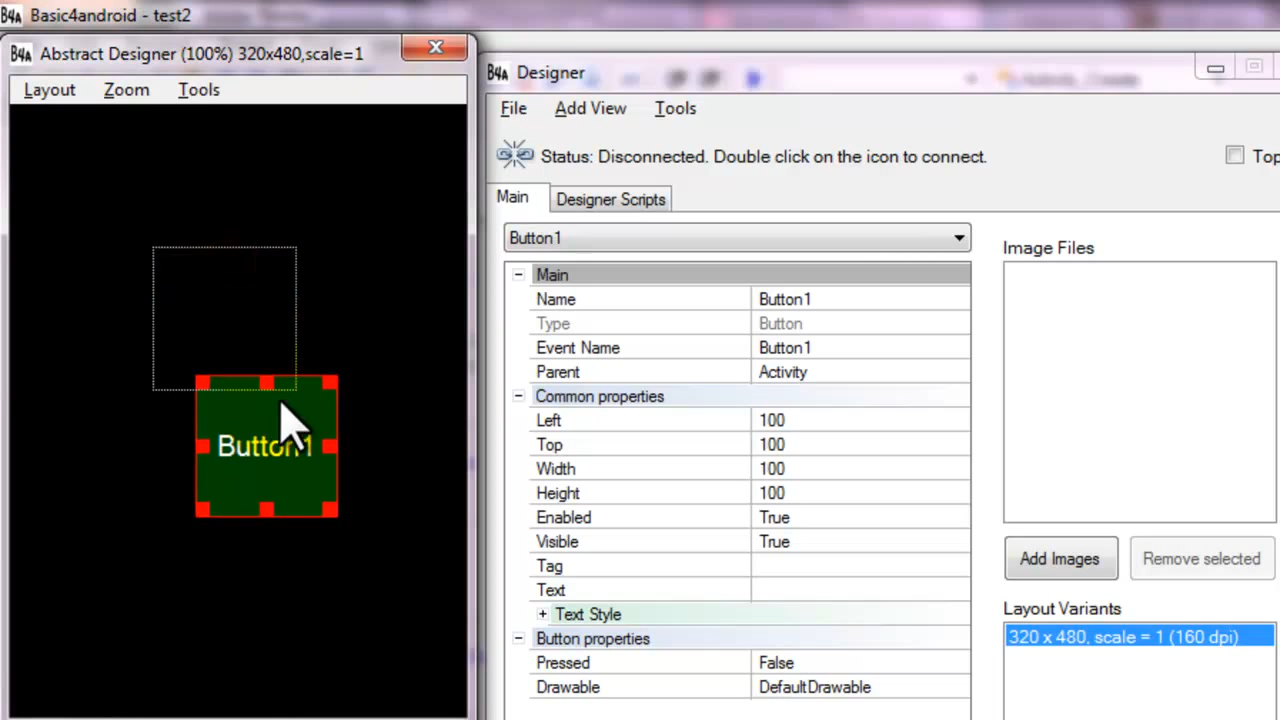 B4A Basic4android - test2
B4A Abstract Designer (100%) 320x480,scale=1
Layout Zoom Tools
Button1
B4A Designer
File Add View Tools
Status: Disconnected. Double click on the icon to connect.
Top
Main Designer Scripts
Button1
Main
Name Button1
Type Button
Event Name Button1
Parent Activity
Common properties
Left 100
Top 100
Width 100
Height 100
Enabled True
Visible True
Tag
Text
Text Style
Button properties
Pressed False
Drawable DefaultDrawable
Image Files
Add Images Remove selected
Layout Variants
320 x 480, scale = 1 (160 dpi)